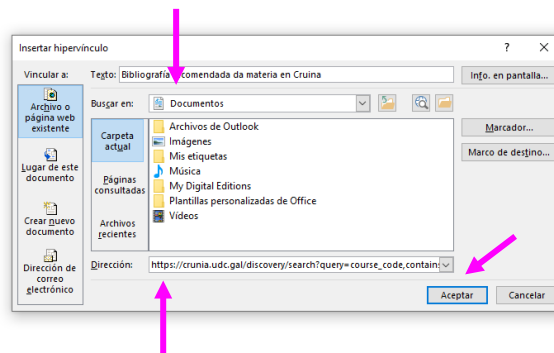 Insertar hipervínculo ? ×
Vincular a: Texto: Bibliografía comendada da materia en Cruina Info. en pantalla...
Archivo o página web existente
Buscar en: Documentos
Carpeta actual
Archivos de Outlook
Imágenes
Mis etiquetas
Música
My Digital Editions
Plantillas personalizadas de Office
Vídeos
Marcador...
Marco de destino...
Lugar de este documento
Páginas consultadas
Crear nuevo documento
Archivos recientes
Dirección de correo electrónico
Dirección: https://crunia.udc.gal/discovery/search?query=course_code,contains
Aceptar Cancelar